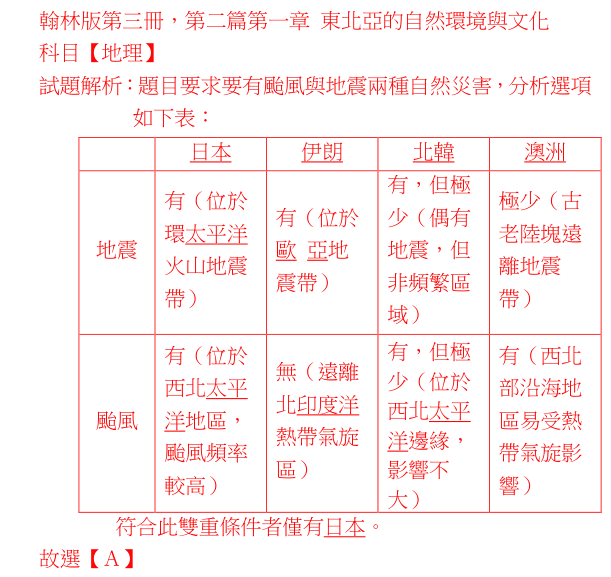 翰林版第三冊，第二篇第一章 東北亞的自然環境與文化
科目【地理】
試題解析：題目要求要有颱風與地震兩種自然災害，分析選項
如下表：
日本 伊朗 北韓 澳洲
地震
有（位於
環太平洋
火山地震
帶）
有（位於
歐 亞地
震帶）
有，但極
少（偶有
地震，但
非頻繁區
域）
極少（古
老陸塊遠
離地震
帶）
颱風
有（位於
西北太平
洋地區，
颱風頻率
較高）
無（遠離
北印度洋
熱帶氣旋
區）
有，但極
少（位於
西北太平
洋邊緣，
影響不
大）
有（西北
部沿海地
區易受熱
帶氣旋影
響）
符合此雙重條件者僅有日本。
故選【Ａ】